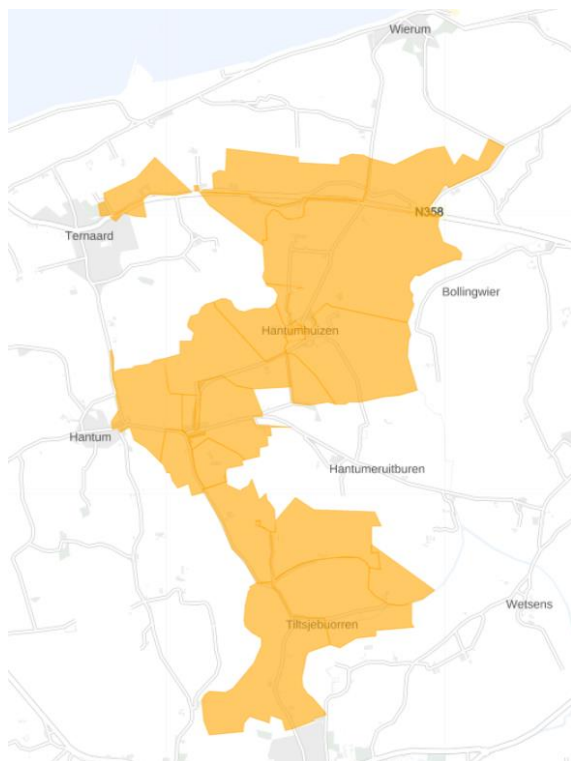 Wierum
N358
Ternaard
Bollingwier
Hantumhuizen
Hantum
Hantumeruitburen
Wetsens
Tiltsjebuorren